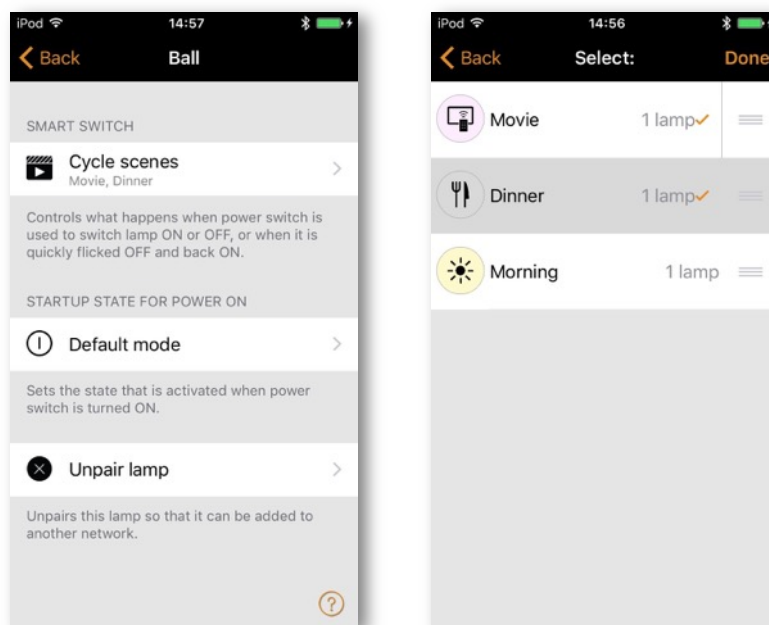 iPod 14:57
Back Ball
SMART SWITCH
Cycle scenes
Movie, Dinner
Controls what happens when power switch is
used to switch lamp ON or OFF, or when it is
quickly flicked OFF and back ON.
STARTUP STATE FOR POWER ON
Default mode
Sets the state that is activated when power
switch is turned ON.
Unpair lamp
Unpairs this lamp so that it can be added to
another network.
?
iPod 14:56
Back Select: Done
Movie 1 lamp
Dinner 1 lamp
Morning 1 lamp